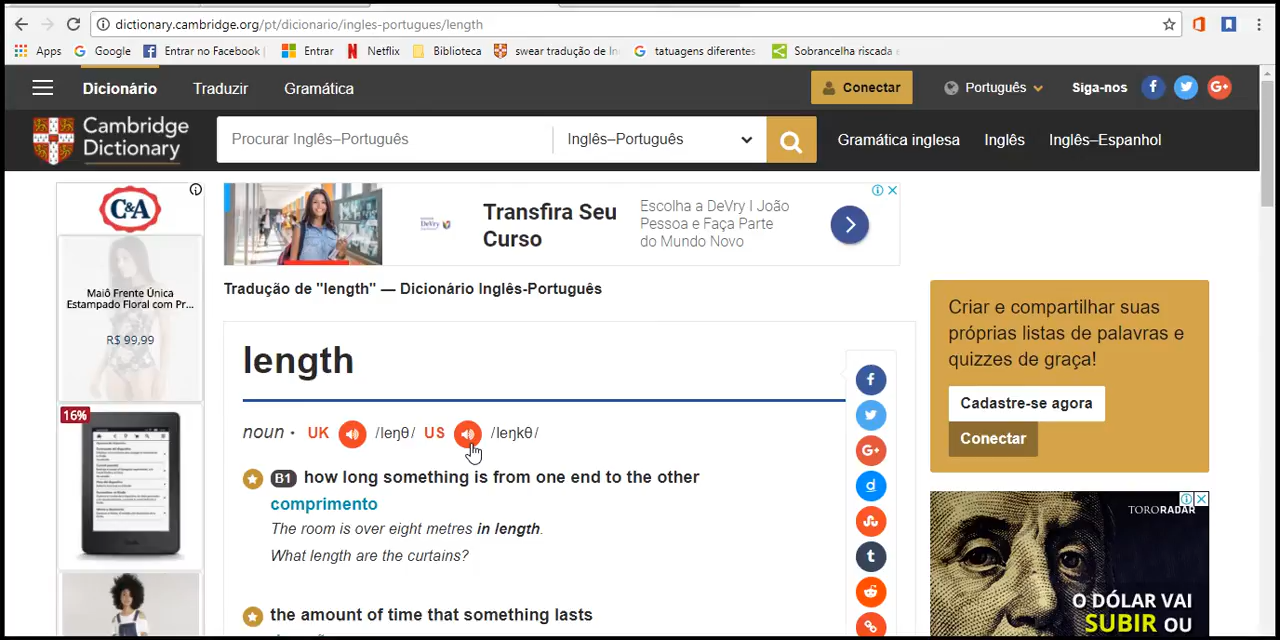 dictionary.cambridge.org/pt/dicionario/ingles-portugues/length
Apps Google Entrar no Facebook Entrar Netflix Biblioteca swear tradução de In tatuagens diferentes Sobrancelha riscada
Dicionário Traduzir Gramática Conectar Português Siga-nos
Cambridge
Dictionary
Procurar Inglês–Português Inglês–Português Gramática inglesa Inglês Inglês–Espanhol
C&A
Maiô Frente Única
Estampado Floral com Pr...
R$ 99,99
16%
DeVry
Transfira Seu
Curso
Escolha a DeVry | João
Pessoa e Faça Parte
do Mundo Novo
Tradução de "length" — Dicionário Inglês-Português
length
noun · UK /leŋθ/ US /leŋkθ/
B1 how long something is from one end to the other
comprimento
The room is over eight metres in length.
What length are the curtains?
the amount of time that something lasts
Criar e compartilhar suas
próprias listas de palavras e
quizzes de graça!
Cadastre-se agora
Conectar
TORORADAR
O DÓLAR VAI
SUBIR OU